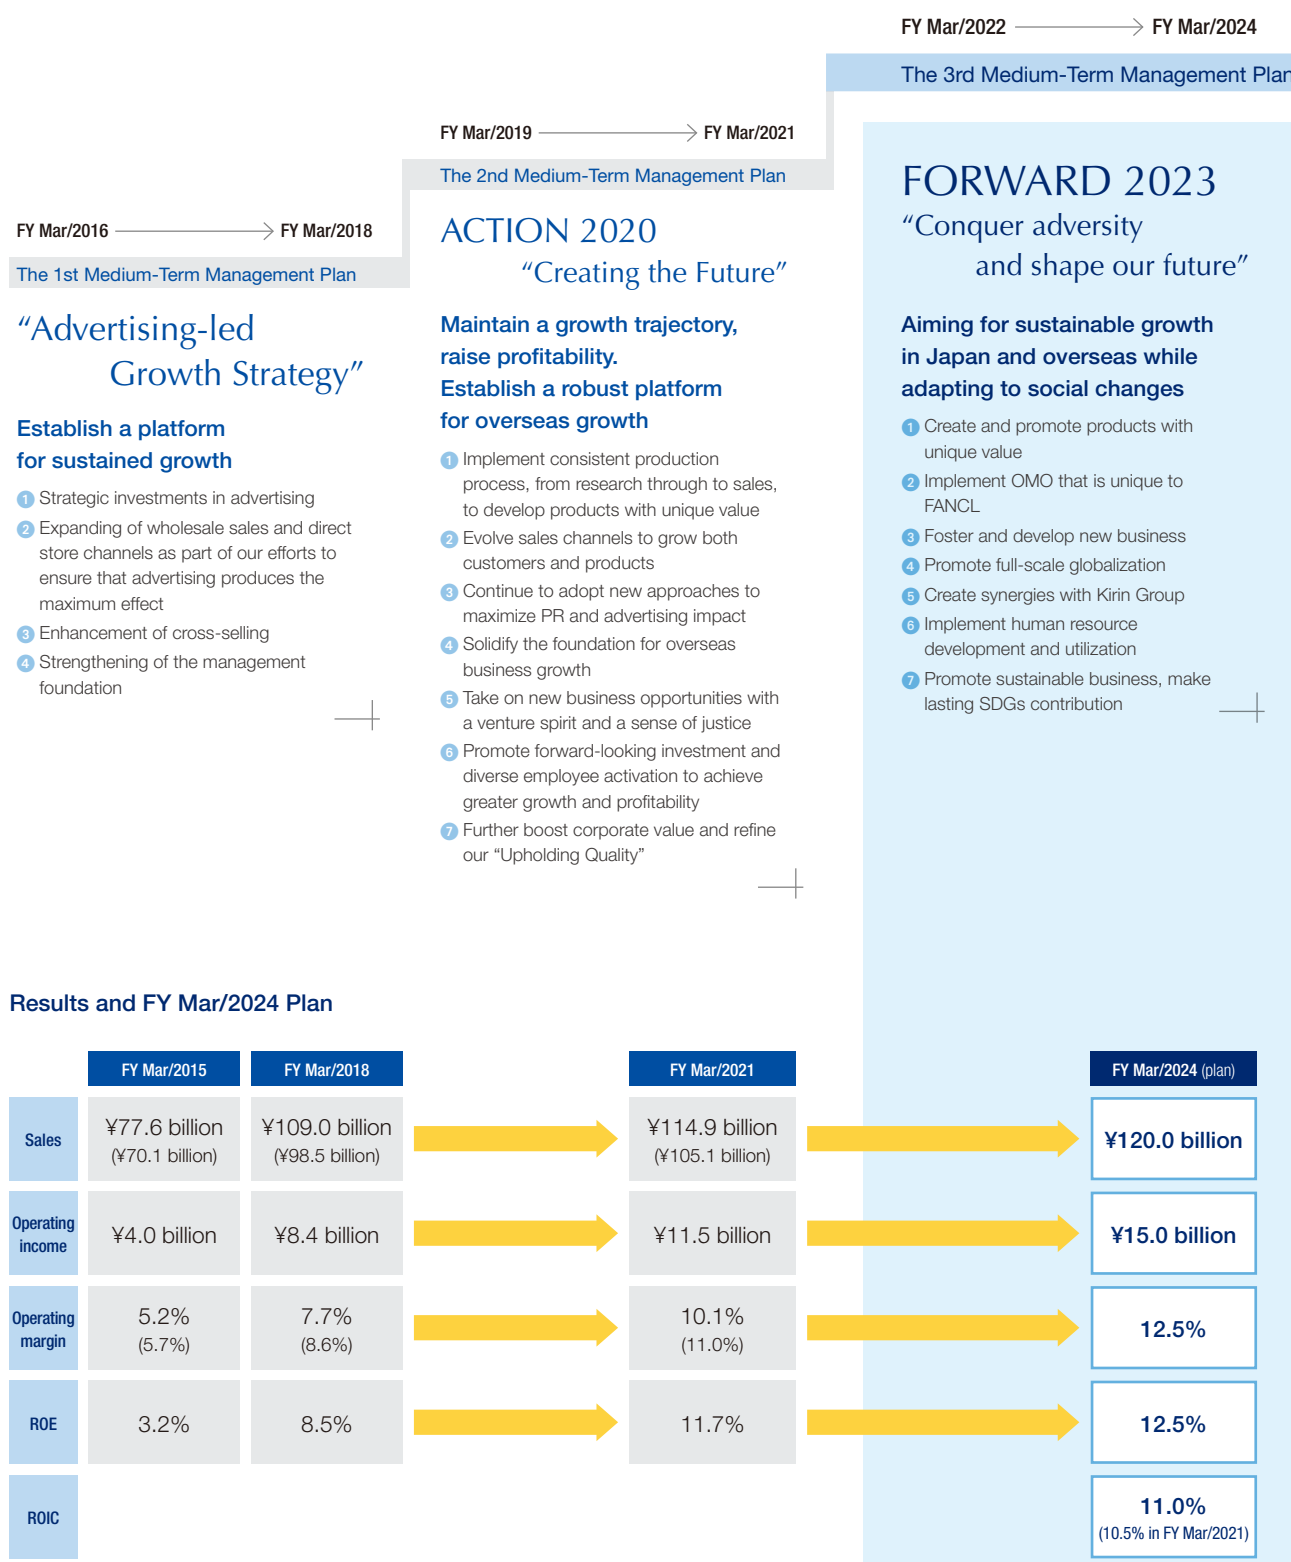 FY Mar/2016 → FY Mar/2018
The 1st Medium-Term Management Plan
“Advertising-led
Growth Strategy”
Establish a platform
for sustained growth
1 Strategic investments in advertising
2 Expanding of wholesale sales and direct
store channels as part of our efforts to
ensure that advertising produces the
maximum effect
3 Enhancement of cross-selling
4 Strengthening of the management
foundation
FY Mar/2019 → FY Mar/2021
The 2nd Medium-Term Management Plan
ACTION 2020
“Creating the Future”
Maintain a growth trajectory,
raise profitability.
Establish a robust platform
for overseas growth
1 Implement consistent production
process, from research through to sales,
to develop products with unique value
2 Evolve sales channels to grow both
customers and products
3 Continue to adopt new approaches to
maximize PR and advertising impact
4 Solidify the foundation for overseas
business growth
5 Take on new business opportunities with
a venture spirit and a sense of justice
6 Promote forward-looking investment and
diverse employee activation to achieve
greater growth and profitability
7 Further boost corporate value and refine
our “Upholding Quality”
FY Mar/2022 → FY Mar/2024
The 3rd Medium-Term Management Plan
FORWARD 2023
“Conquer adversity
and shape our future”
Aiming for sustainable growth
in Japan and overseas while
adapting to social changes
1 Create and promote products with
unique value
2 Implement OMO that is unique to
FANCL
3 Foster and develop new business
4 Promote full-scale globalization
5 Create synergies with Kirin Group
6 Implement human resource
development and utilization
7 Promote sustainable business, make
lasting SDGs contribution
Results and FY Mar/2024 Plan
FY Mar/2015 FY Mar/2018 FY Mar/2021 FY Mar/2024 (plan)
Sales ¥77.6 billion ¥109.0 billion ¥114.9 billion ¥120.0 billion
(¥70.1 billion) (¥98.5 billion) (¥105.1 billion)
Operating
income ¥4.0 billion ¥8.4 billion ¥11.5 billion ¥15.0 billion
Operating
margin 5.2% 7.7% 10.1% 12.5%
(5.7%) (8.6%) (11.0%)
ROE 3.2% 8.5% 11.7% 12.5%
ROIC 11.0%
(10.5% in FY Mar/2021)